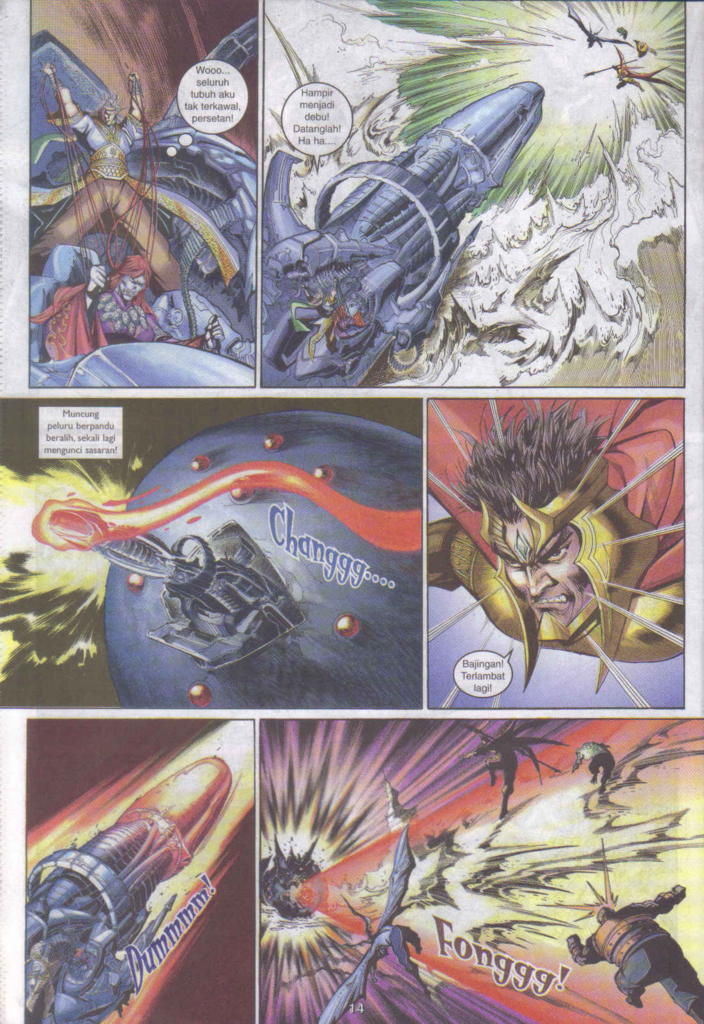 Wooo...
seluruh
tubuh aku
tak terkawal,
persetan!
Hampir
menjadi
debu!
Datanglah!
Ha ha....
Muncung
peluru berpandu
beralih, sekali lagi
mengunci sasaran!
Changgg....
Bajingan!
Terlambat
lagi!
Dummmm!
Fonggg!
14